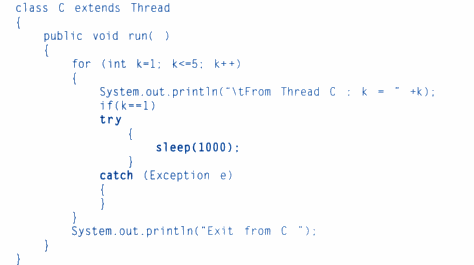 class C extends Thread
{
public void run( )
{
for (int k=1; k<=5; k++)
{
System.out.println("\tFrom Thread C : k = " +k);
if(k==1)
try
{
sleep(1000);
}
catch (Exception e)
{
}
}
System.out.println("Exit from C ");
}
}